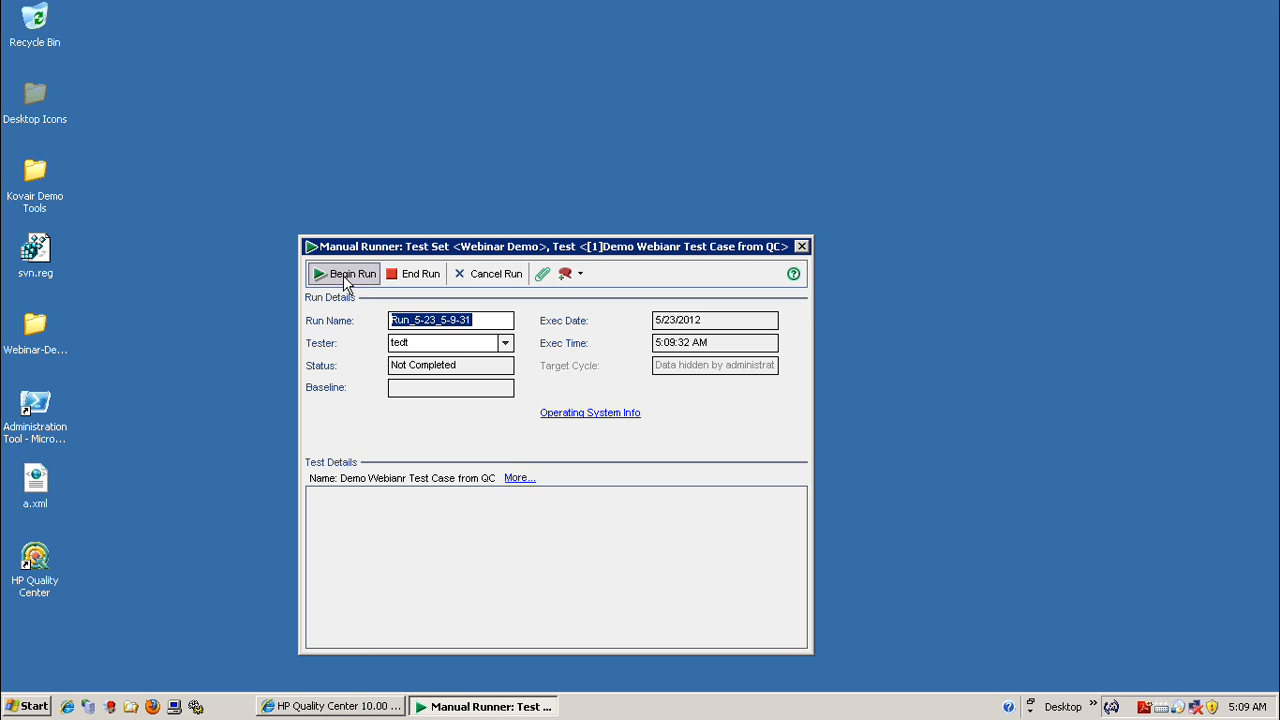 Recycle Bin
Desktop Icons
Kovair Demo
Tools
svn.reg
Webinar-De...
Administration
Tool - Micro...
a.xml
HP Quality
Center
Manual Runner: Test Set <Webinar Demo>, Test <[1]Demo Webianr Test Case from QC>
Begin Run End Run Cancel Run
Run Details
Run Name: Run_5-23_5-9-31 Exec Date: 5/23/2012
Tester: tedt Exec Time: 5:09:32 AM
Status: Not Completed Target Cycle: Data hidden by administrat
Baseline:
Operating System Info
Test Details
Name: Demo Webianr Test Case from QC More...
Start HP Quality Center 10.00 ... Manual Runner: Test ... Desktop 5:09 AM